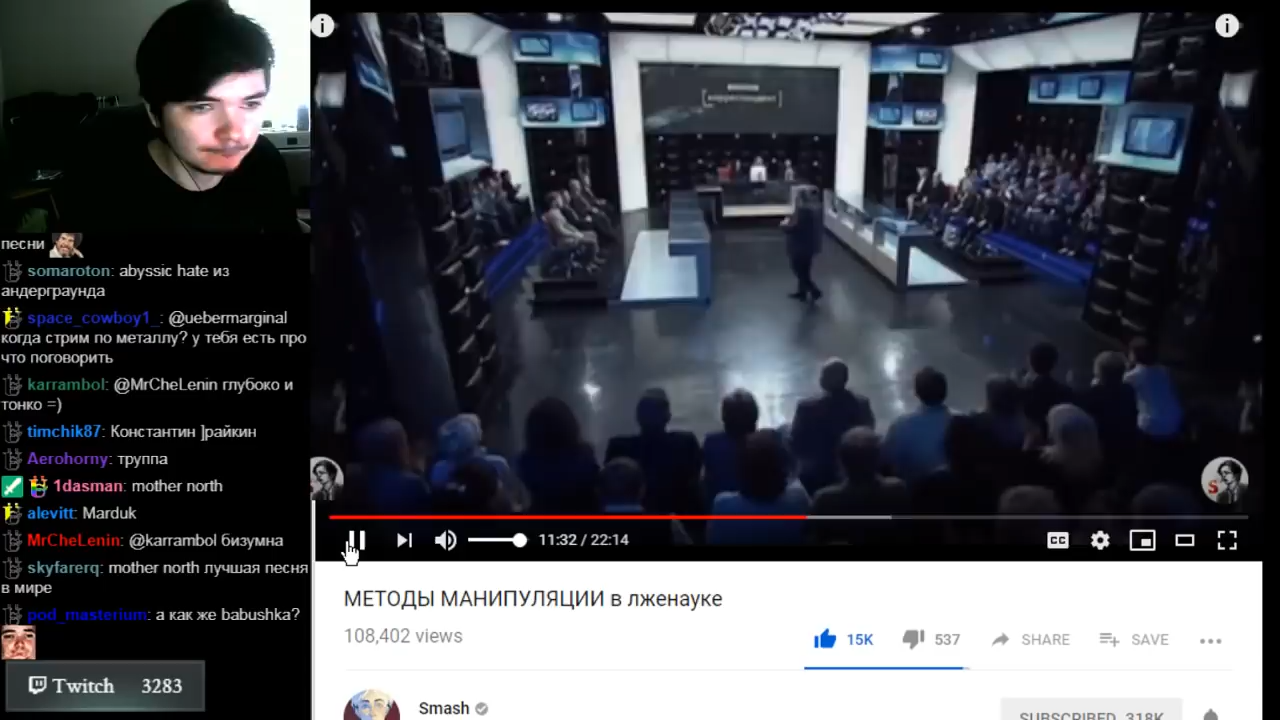 песни
somaroton: abyssic hate из
андерграунда
space_cowboy1_: @uebermarginal
когда стрим по металлу? у тебя есть про
что поговорить
karrambol: @MrCheLenin глубоко и
тонко =)
timchik87: Константин ]райкин
Aerohorny: труппа
1dasman: mother north
alevitt: Marduk
MrCheLenin: @karrambol бизумна
skyfarerq: mother north лучшая песня
в мире
pod_masterium: а как же babushka?
Twitch 3283
11:32 / 22:14
CC
МЕТОДЫ МАНИПУЛЯЦИИ в лженауке
108,402 views
15K
537
SHARE
SAVE
Smash
SUBSCRIBED 318K